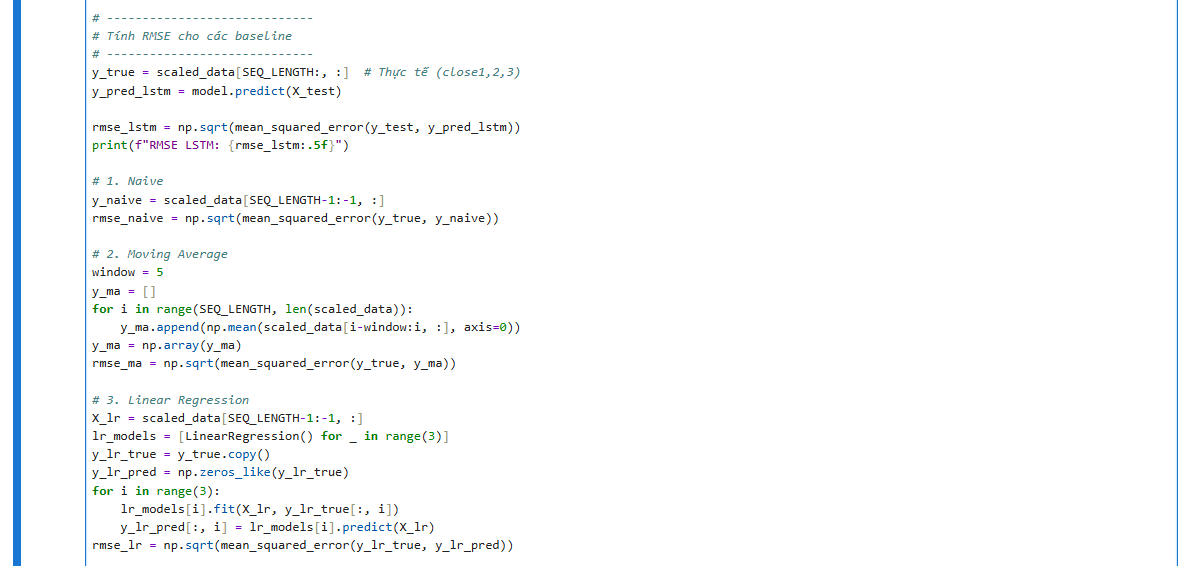 # -----------------------------
# Tính RMSE cho các baseline
# -----------------------------
y_true = scaled_data[SEQ_LENGTH:, :]  # Thực tế (close1,2,3)
y_pred_lstm = model.predict(X_test)
rmse_lstm = np.sqrt(mean_squared_error(y_test, y_pred_lstm))
print(f"RMSE LSTM: {rmse_lstm:.5f}")
# 1. Naive
y_naive = scaled_data[SEQ_LENGTH-1:-1, :]
rmse_naive = np.sqrt(mean_squared_error(y_true, y_naive))
# 2. Moving Average
window = 5
y_ma = []
for i in range(SEQ_LENGTH, len(scaled_data)):
    y_ma.append(np.mean(scaled_data[i-window:i, :], axis=0))
y_ma = np.array(y_ma)
rmse_ma = np.sqrt(mean_squared_error(y_true, y_ma))
# 3. Linear Regression
X_lr = scaled_data[SEQ_LENGTH-1:-1, :]
lr_models = [LinearRegression() for _ in range(3)]
y_lr_true = y_true.copy()
y_lr_pred = np.zeros_like(y_lr_true)
for i in range(3):
    lr_models[i].fit(X_lr, y_lr_true[:, i])
    y_lr_pred[:, i] = lr_models[i].predict(X_lr)
rmse_lr = np.sqrt(mean_squared_error(y_lr_true, y_lr_pred))